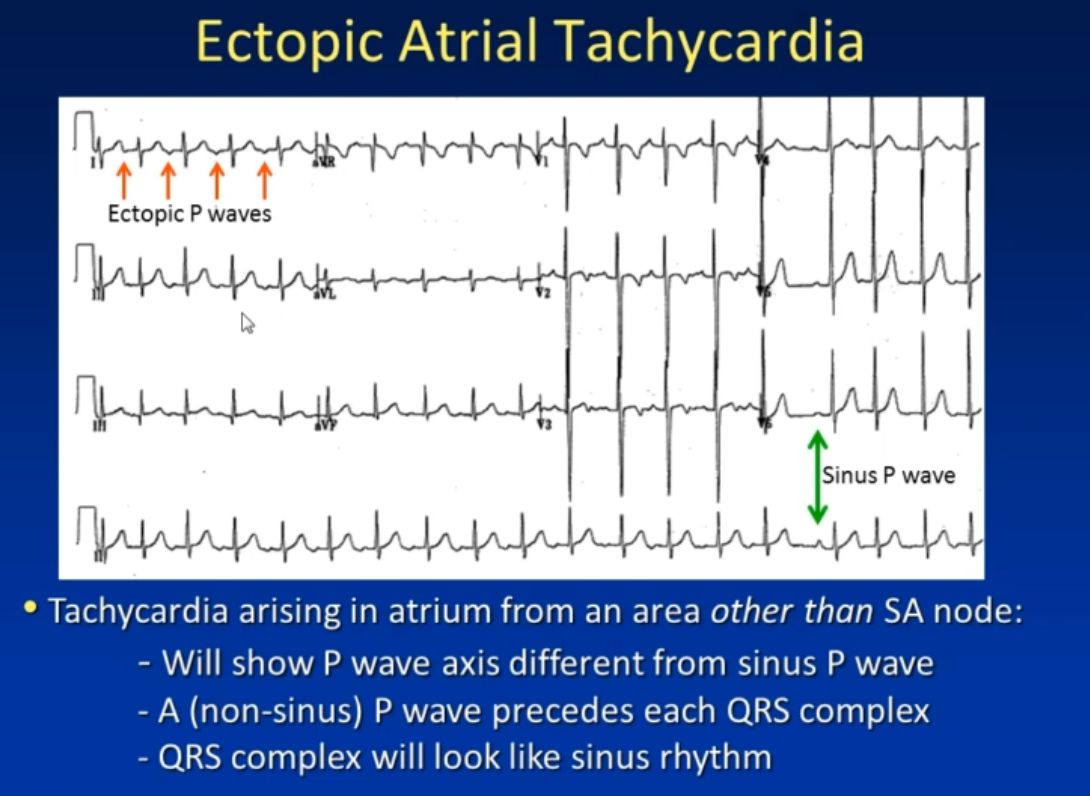 Ectopic Atrial Tachycardia
I aVR V1 V4
Ectopic P waves
II aVL V2 V5
III aVF V3 V6
Sinus P wave
II
• Tachycardia arising in atrium from an area other than SA node:
- Will show P wave axis different from sinus P wave
- A (non-sinus) P wave precedes each QRS complex
- QRS complex will look like sinus rhythm